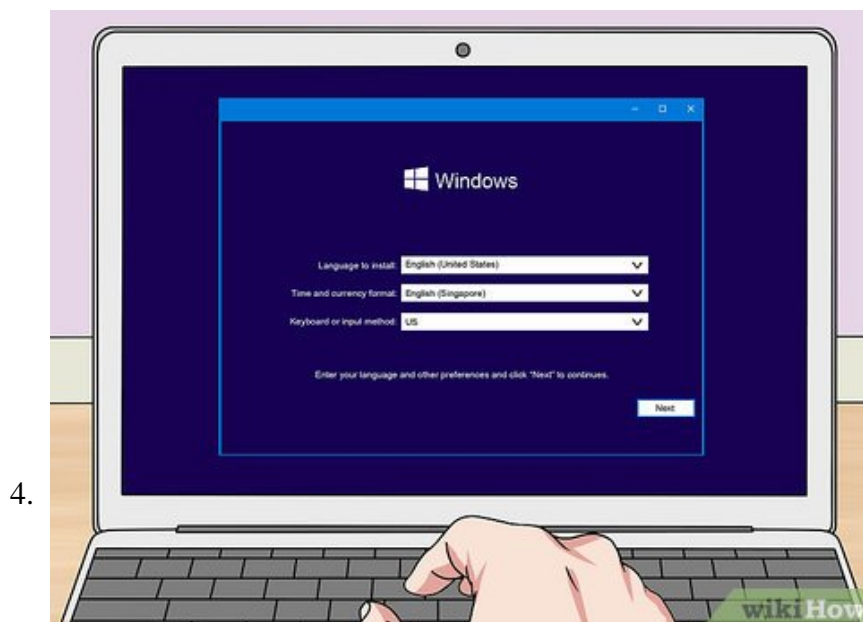 Windows
Language to install: English (United States)
Time and currency format: English (Singapore)
Keyboard or input method: US
Enter your language and other preferences and click "Next" to continues.
Next
4.
wikiHow